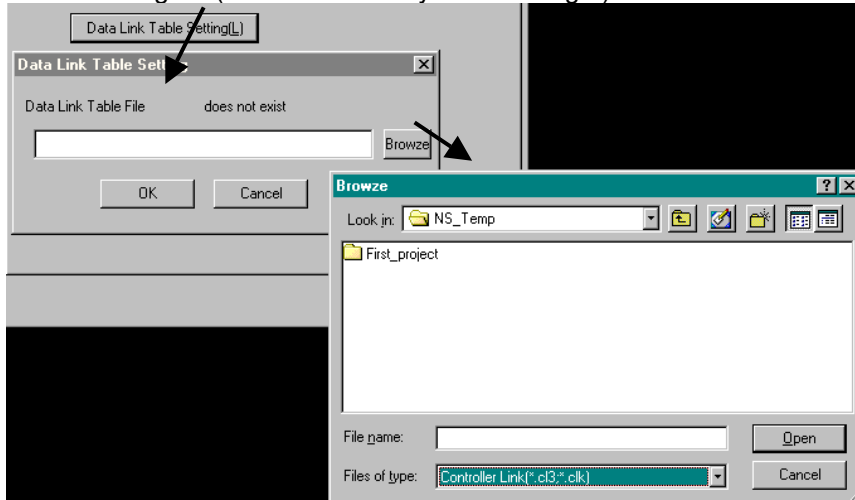 Data Link Table Setting(L)
Data Link Table Sett
Data Link Table File does not exist
Browze
OK Cancel
Browze
Look in: NS_Temp
First_project
File name: Open
Files of type: Controller Link(*.cl3;*.clk) Cancel